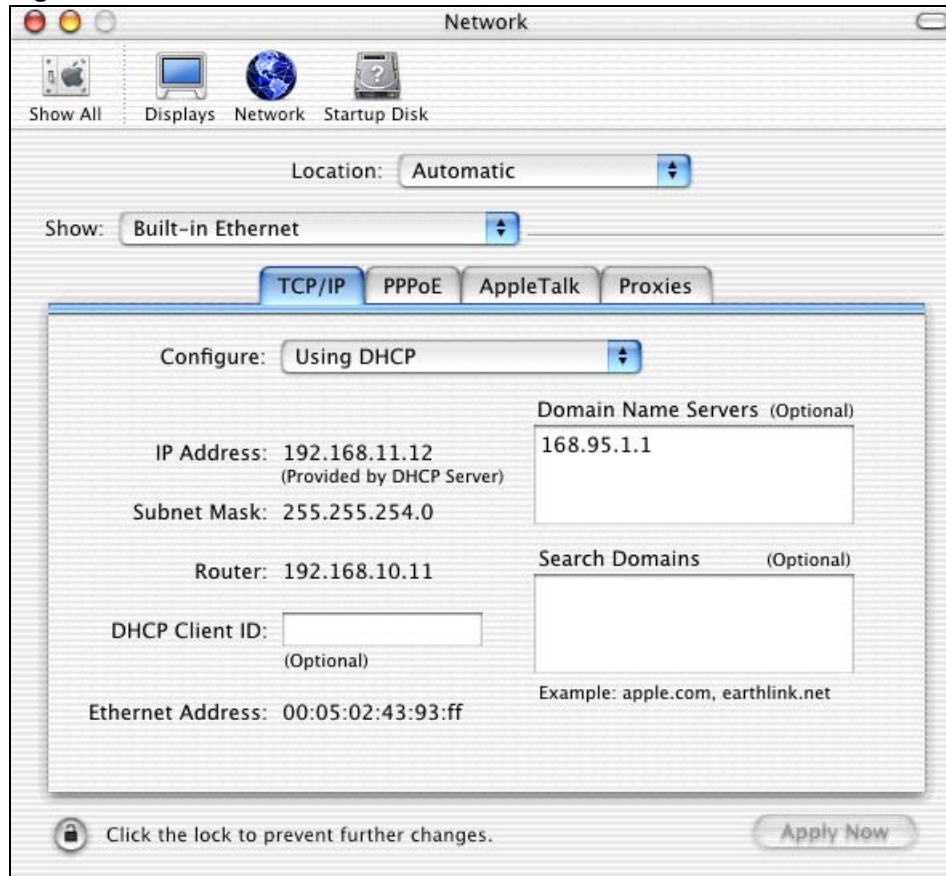 Network
Show All
Displays
Network
Startup Disk
Location: Automatic
Show: Built-in Ethernet
TCP/IP
PPPoE
AppleTalk
Proxies
Configure: Using DHCP
Domain Name Servers (Optional)
168.95.1.1
IP Address: 192.168.11.12
(Provided by DHCP Server)
Subnet Mask: 255.255.254.0
Router: 192.168.10.11
Search Domains (Optional)
DHCP Client ID:
(Optional)
Example: apple.com, earthlink.net
Ethernet Address: 00:05:02:43:93:ff
Click the lock to prevent further changes.
Apply Now